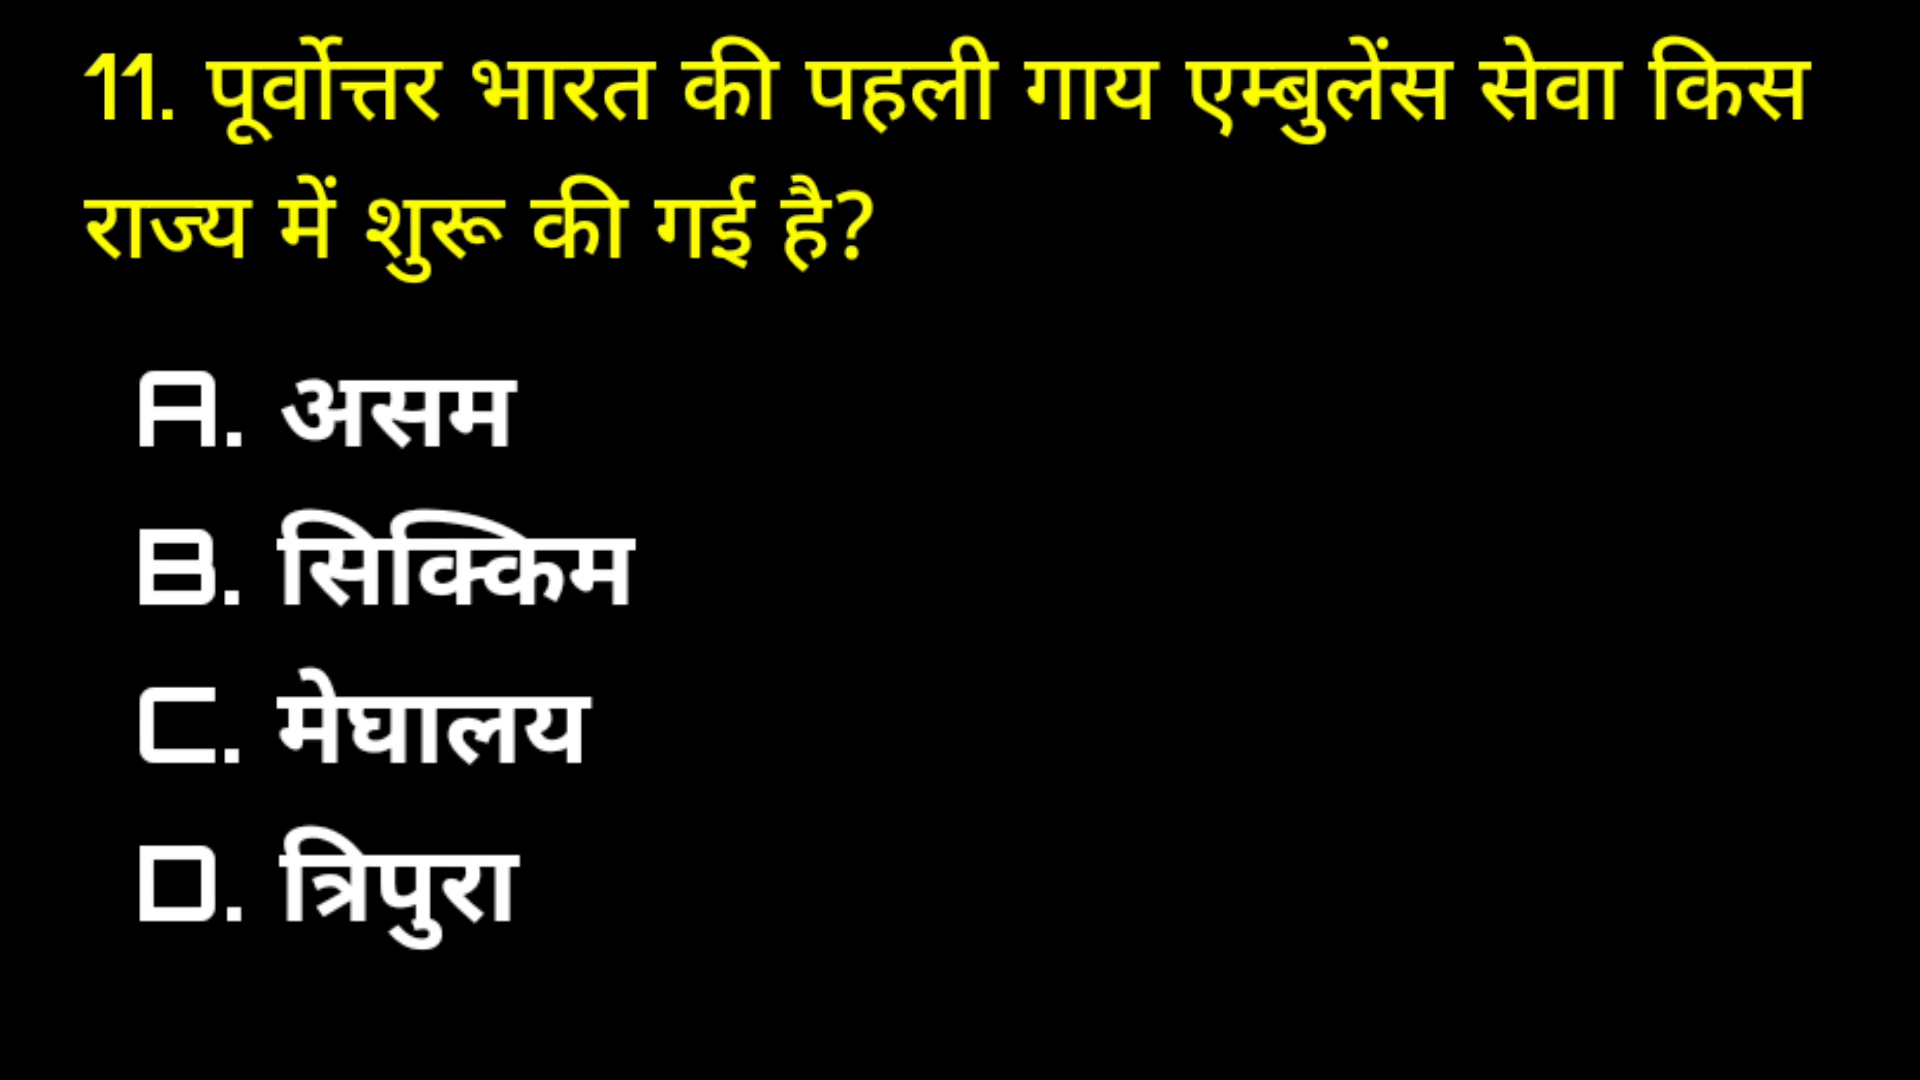 11. पूर्वोत्तर भारत की पहली गाय एम्बुलेंस सेवा किस
राज्य में शुरू की गई है?
A. असम
B. सिक्किम
C. मेघालय
D. त्रिपुरा